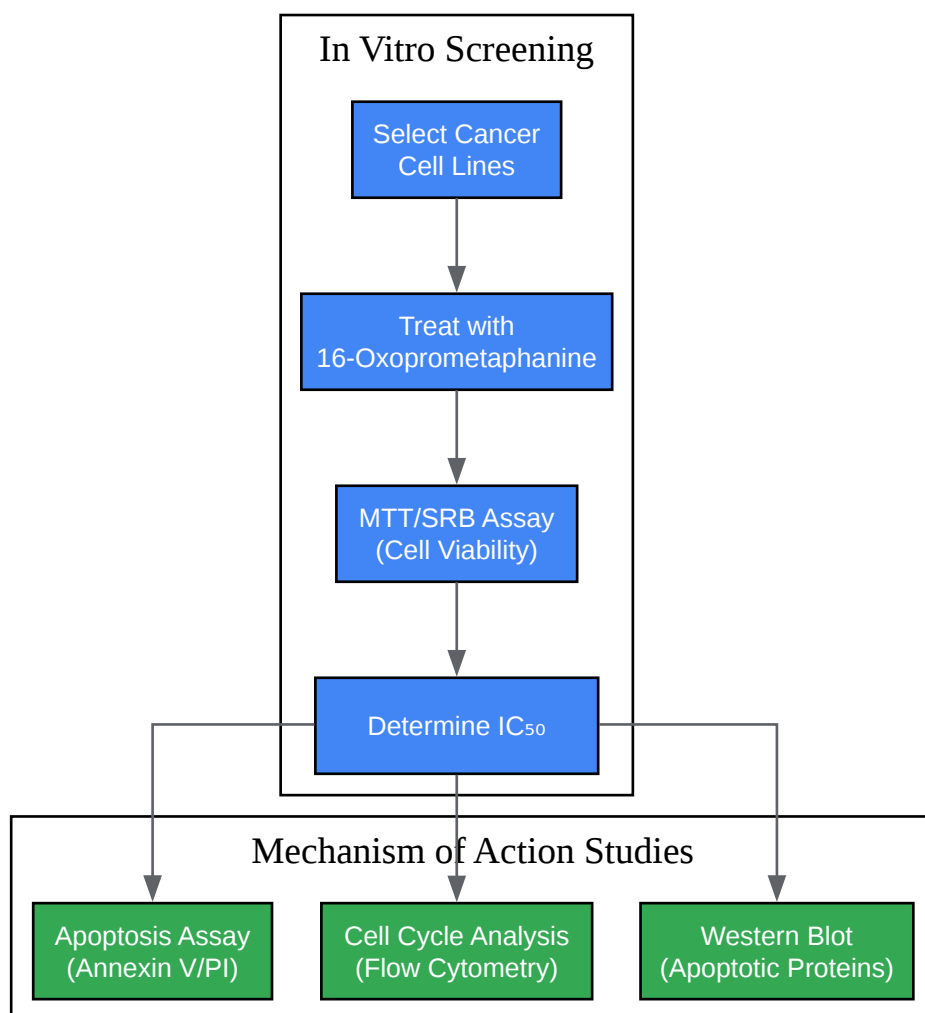 In Vitro Screening
Select Cancer
Cell Lines
Treat with
16-Oxoprometaphanine
MTT/SRB Assay
(Cell Viability)
Determine IC₅₀
Mechanism of Action Studies
Apoptosis Assay
(Annexin V/PI)
Cell Cycle Analysis
(Flow Cytometry)
Western Blot
(Apoptotic Proteins)